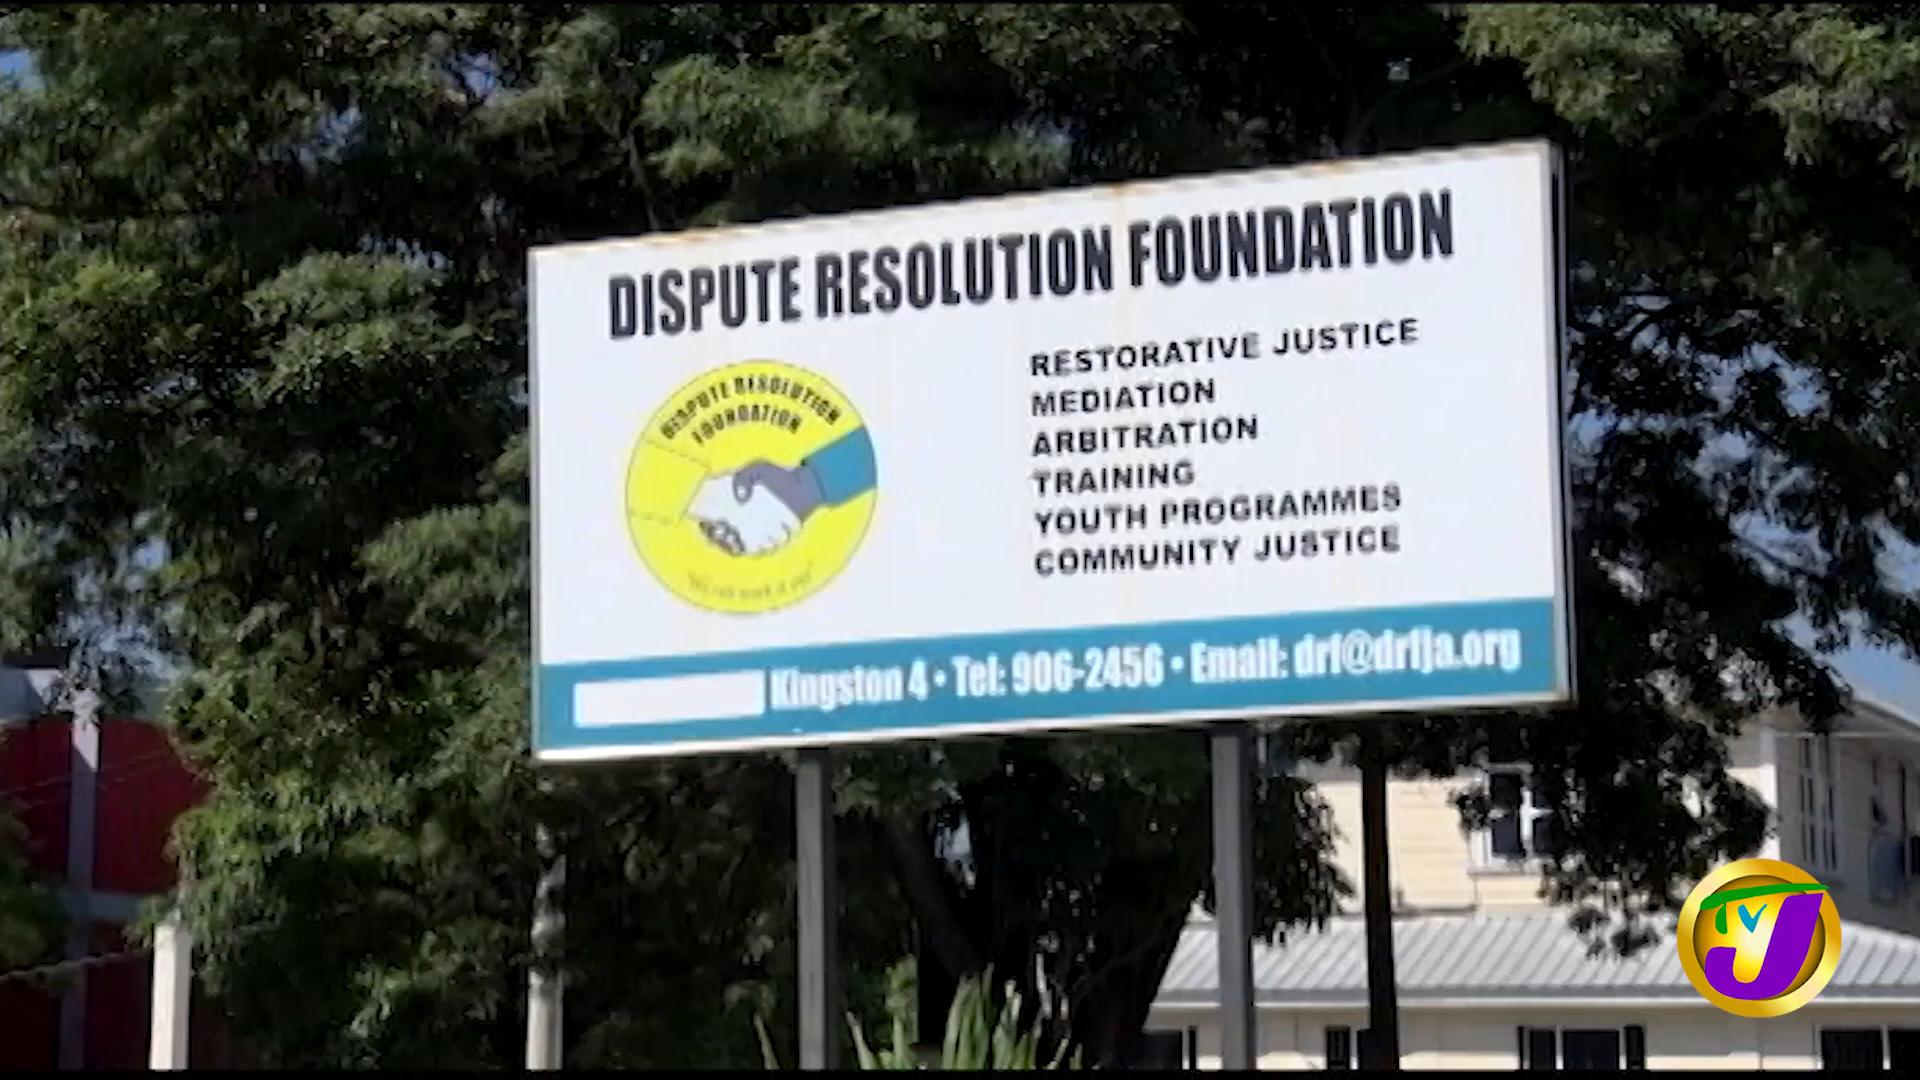 DISPUTE RESOLUTION FOUNDATION
DISPUTE RESOLUTION
FOUNDATION
RESTORATIVE JUSTICE
MEDIATION
ARBITRATION
TRAINING
YOUTH PROGRAMMES
COMMUNITY JUSTICE
Kingston 4 • Tel: 906-2456 • Email: drf@drfja.org
TVJ